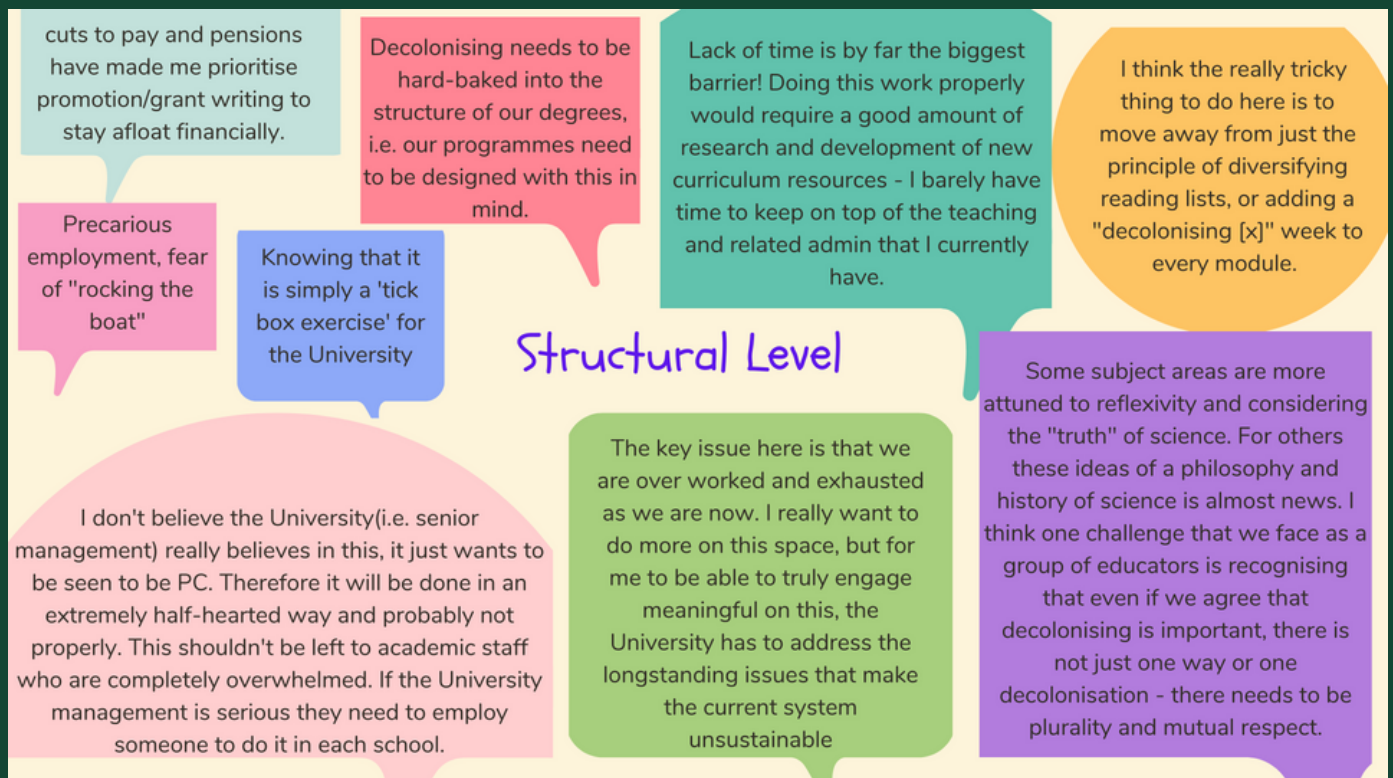 cuts to pay and pensions
have made me prioritise
promotion/grant writing to
stay afloat financially.
Decolonising needs to be
hard-baked into the
structure of our degrees,
i.e. our programmes need
to be designed with this in
mind.
Lack of time is by far the biggest
barrier! Doing this work properly
would require a good amount of
research and development of new
curriculum resources - I barely have
time to keep on top of the teaching
and related admin that I currently
have.
I think the really tricky
thing to do here is to
move away from just the
principle of diversifying
reading lists, or adding a
"decolonising [x]" week to
every module.
Precarious
employment, fear
of "rocking the
boat"
Knowing that it
is simply a 'tick
box exercise' for
the University
Structural Level
I don't believe the University(i.e. senior
management) really believes in this, it just wants to
be seen to be PC. Therefore it will be done in an
extremely half-hearted way and probably not
properly. This shouldn't be left to academic staff
who are completely overwhelmed. If the University
management is serious they need to employ
someone to do it in each school.
The key issue here is that we
are over worked and exhausted
as we are now. I really want to
do more on this space, but for
me to be able to truly engage
meaningful on this, the
University has to address the
longstanding issues that make
the current system
unsustainable
Some subject areas are more
attuned to reflexivity and considering
the "truth" of science. For others
these ideas of a philosophy and
history of science is almost news. I
think one challenge that we face as a
group of educators is recognising
that even if we agree that
decolonising is important, there is
not just one way or one
decolonisation - there needs to be
plurality and mutual respect.